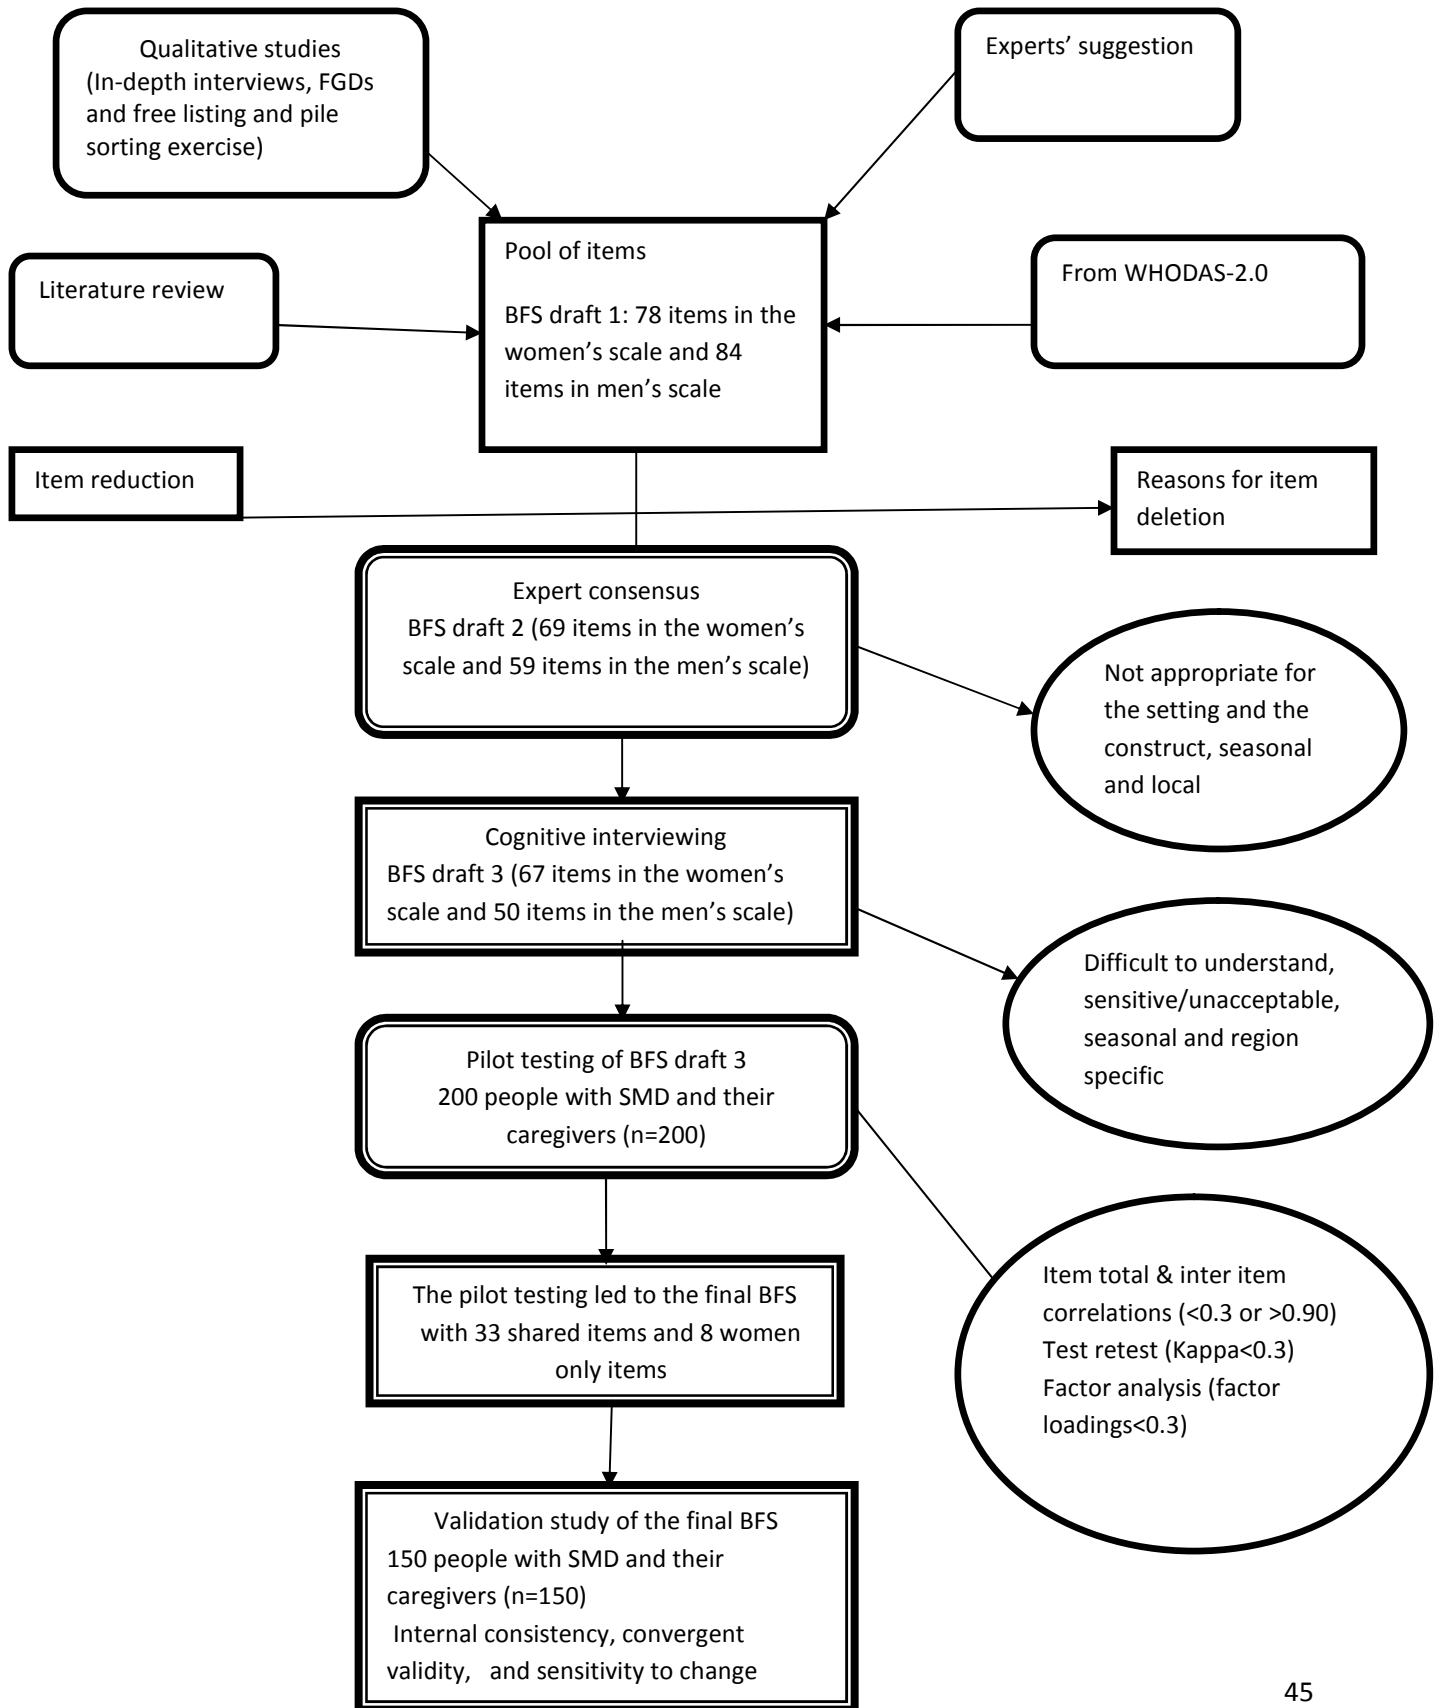 Qualitative studies
(In-depth interviews, FGDs
and free listing and pile
sorting exercise)
Experts’ suggestion
Literature review
Pool of items
BFS draft 1: 78 items in the
women’s scale and 84
items in men’s scale
From WHODAS-2.0
Item reduction
Reasons for item
deletion
Expert consensus
BFS draft 2 (69 items in the women’s
scale and 59 items in the men’s scale)
Not appropriate for
the setting and the
construct, seasonal
and local
Cognitive interviewing
BFS draft 3 (67 items in the women’s
scale and 50 items in the men’s scale)
Difficult to understand,
sensitive/unacceptable,
seasonal and region
specific
Pilot testing of BFS draft 3
200 people with SMD and their
caregivers (n=200)
Item total & inter item
correlations (<0.3 or >0.90)
Test retest (Kappa<0.3)
Factor analysis (factor
loadings<0.3)
The pilot testing led to the final BFS
with 33 shared items and 8 women
only items
Validation study of the final BFS
150 people with SMD and their
caregivers (n=150)
Internal consistency, convergent
validity, and sensitivity to change
45